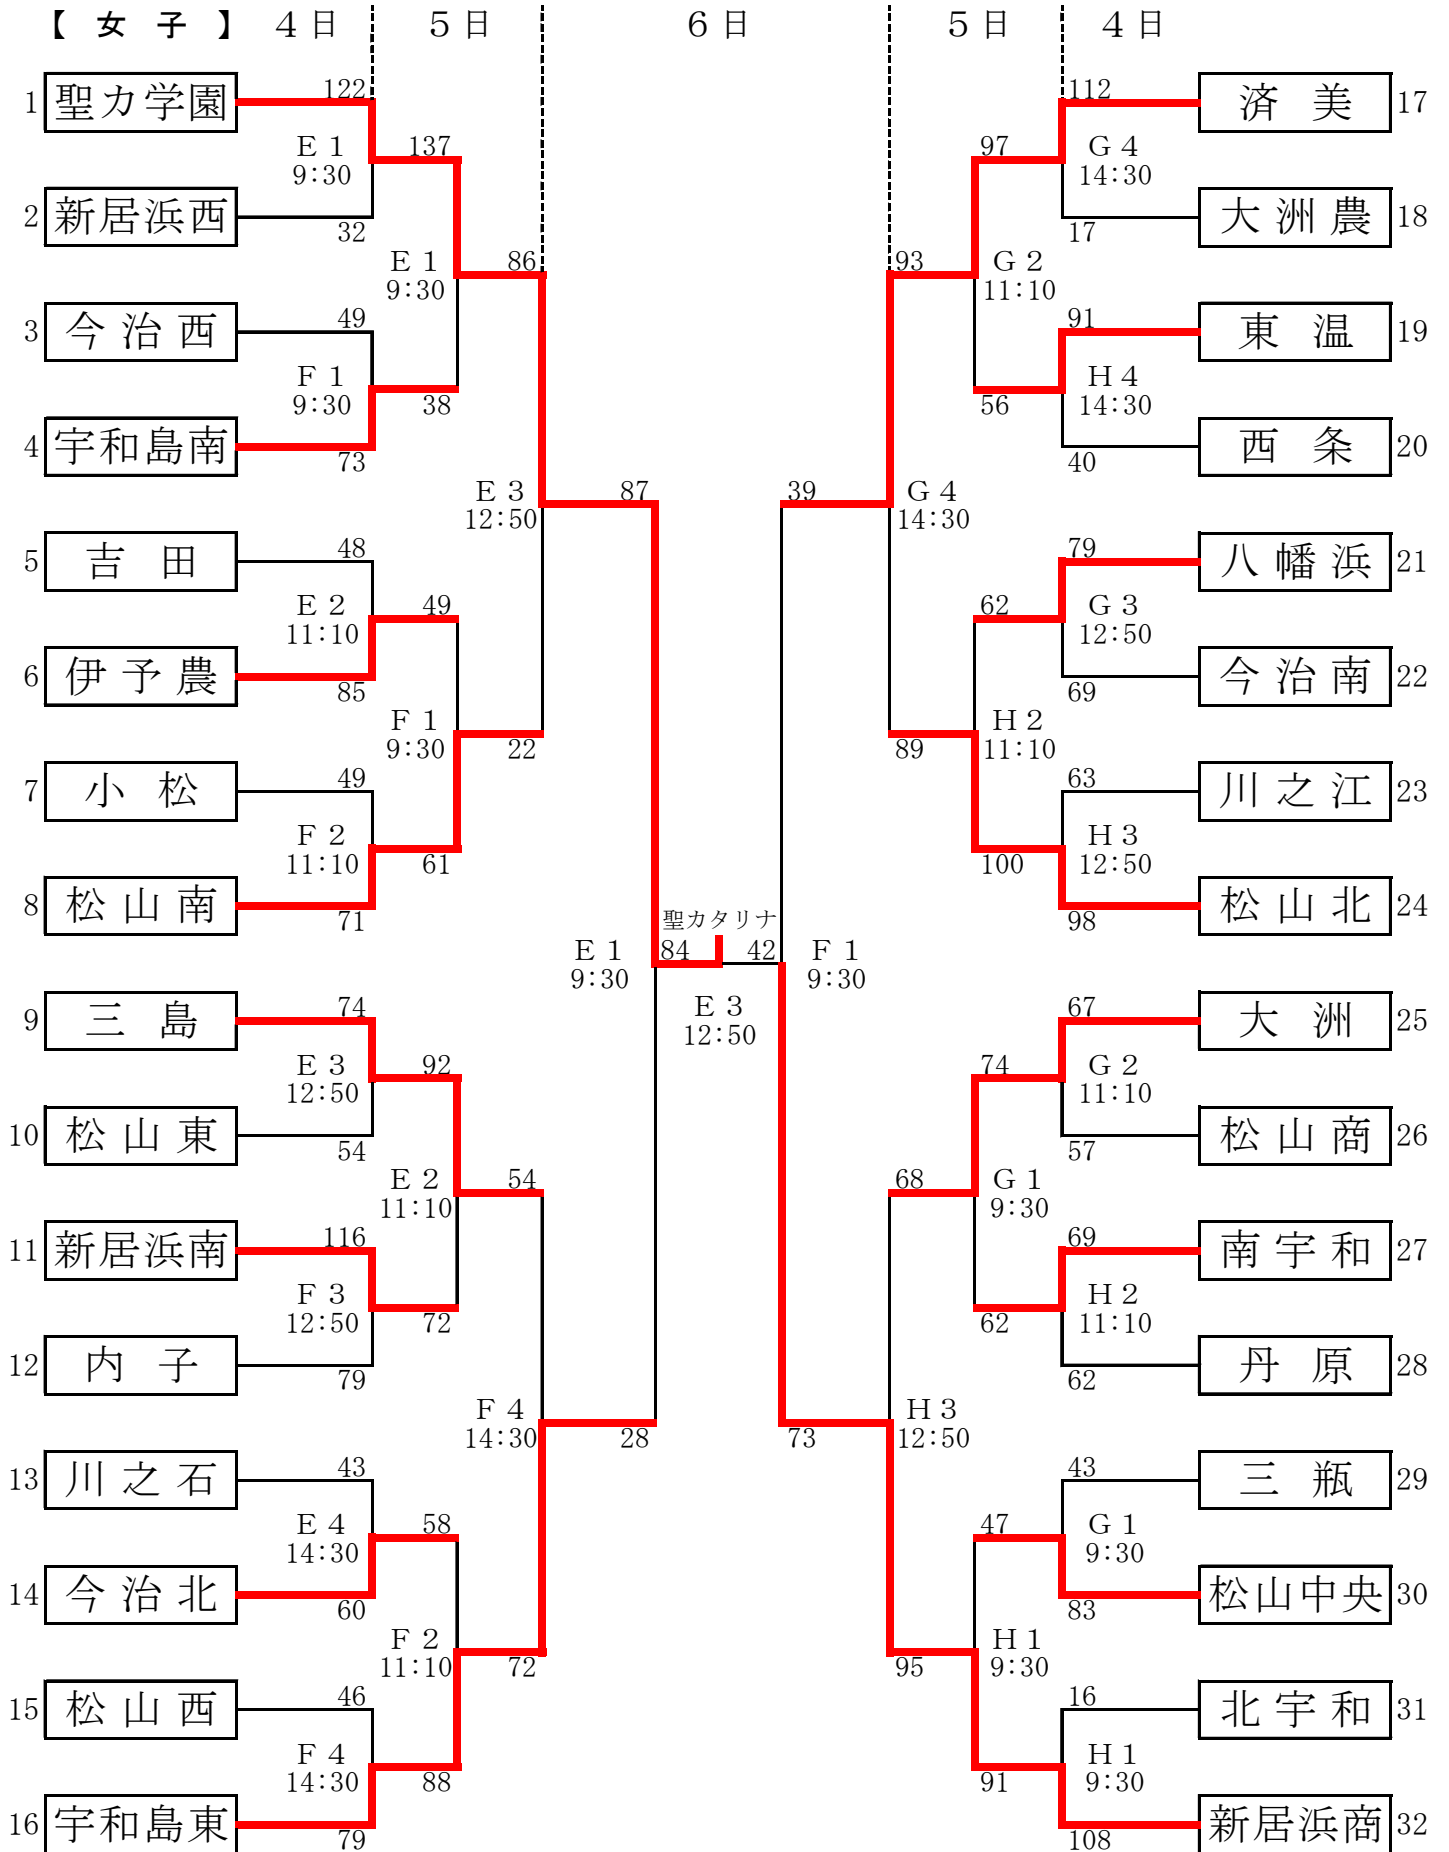 【 女 子 】 4日 5日 6日 5日 4日
1 聖カ学園 122
E 1
9:30
137
2 新居浜西 32
E 1
9:30
86
3 今治西 49
F 1
9:30
38
4 宇和島南 73
E 3
12:50
87
5 吉田 48
E 2
11:10
49
6 伊予農 85
F 1
9:30
22
7 小松 49
F 2
11:10
61
8 松山南 71
E 1
9:30
9 三島 74
E 3
12:50
92
10 松山東 54
E 2
11:10
54
11 新居浜南 116
F 3
12:50
72
12 内子 79
F 4
14:30
28
13 川之石 43
E 4
14:30
58
14 今治北 60
F 2
11:10
72
15 松山西 46
F 4
14:30
88
16 宇和島東 79
聖カタリナ
84 42
E 3
12:50
112 済美 17
97
G 4
14:30
17 大洲農 18
93
G 2
11:10
91 東温 19
56
H 4
14:30
40 西条 20
39
G 4
14:30
79 八幡浜 21
62
G 3
12:50
69 今治南 22
89
H 2
11:10
63 川之江 23
100
H 3
12:50
98 松山北 24
F 1
9:30
67 大洲 25
74
G 2
11:10
57 松山商 26
68
G 1
9:30
69 南宇和 27
62
H 2
11:10
62 丹原 28
73
H 3
12:50
43 三瓶 29
47
G 1
9:30
83 松山中央 30
95
H 1
9:30
16 北宇和 31
91
H 1
9:30
108 新居浜商 32